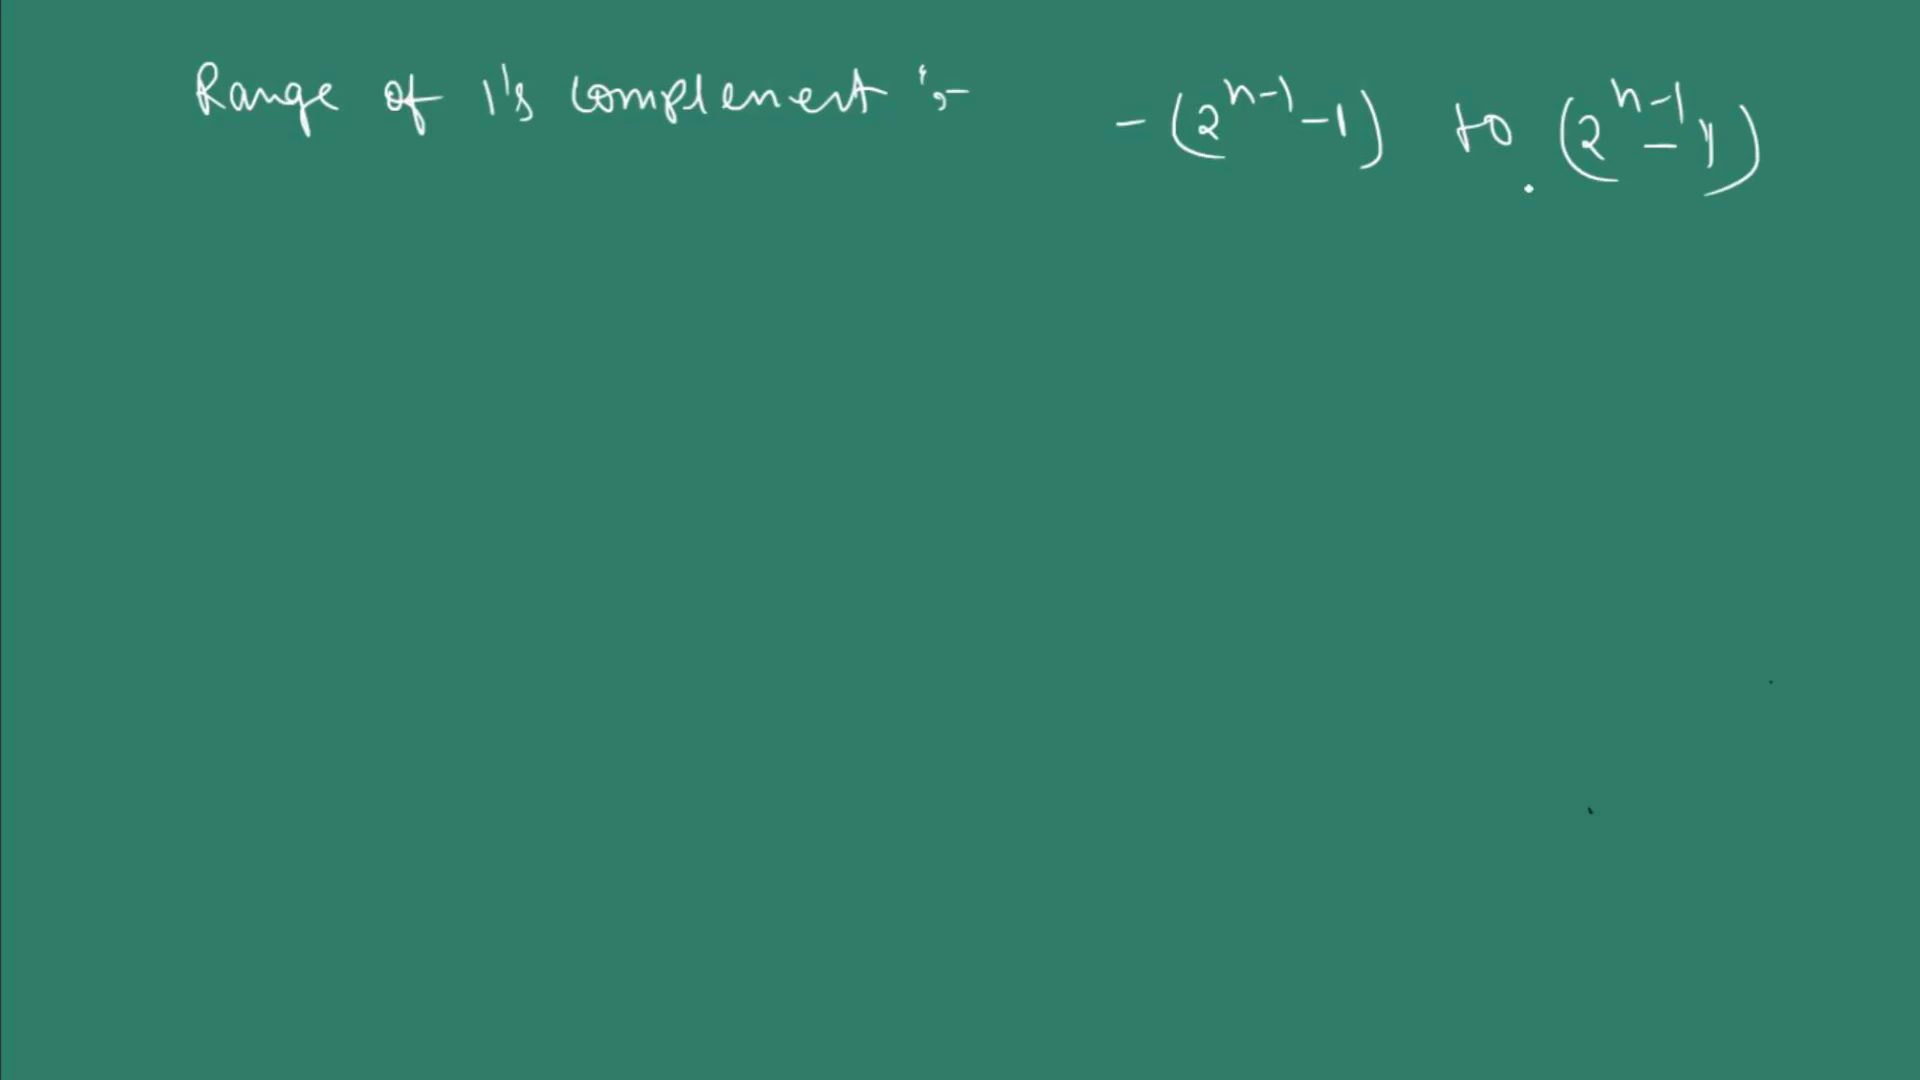 Range of 1's complement :- -(2^{n-1}-1) to (2^{n-1}-1)